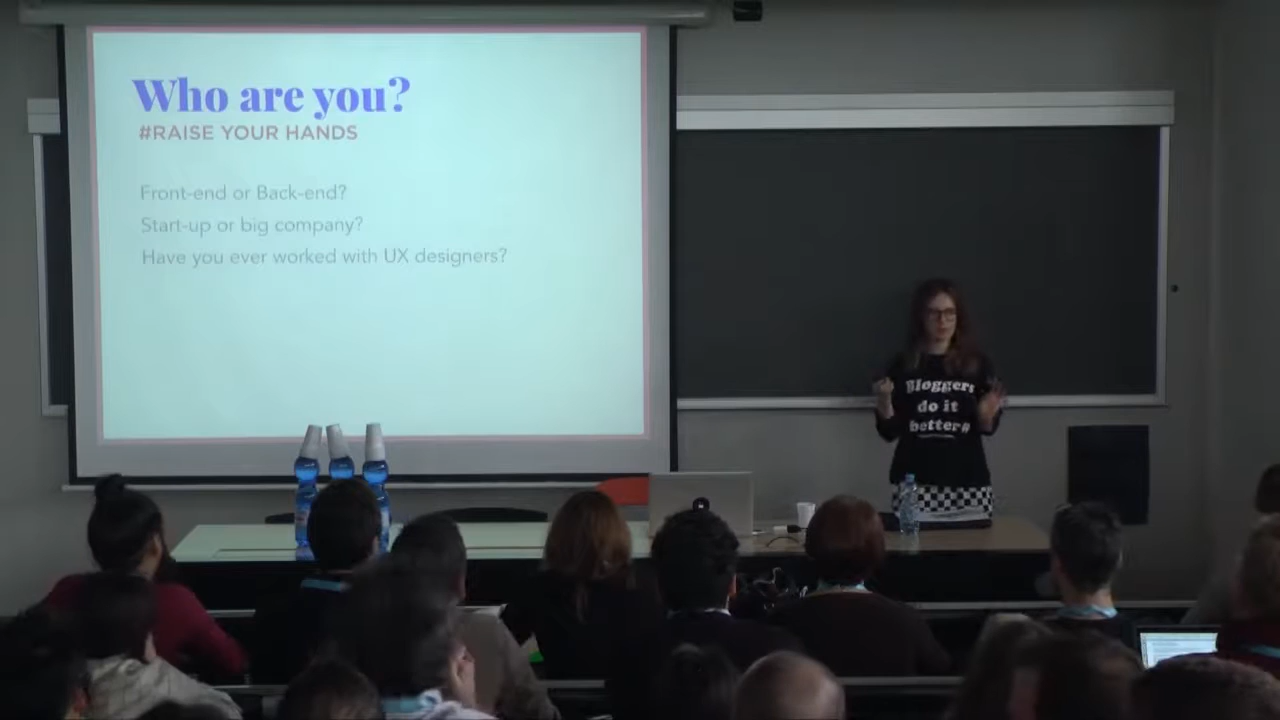 Who are you?
#RAISE YOUR HANDS
Front-end or Back-end?
Start-up or big company?
Have you ever worked with UX designers?
Bloggers
do it
better